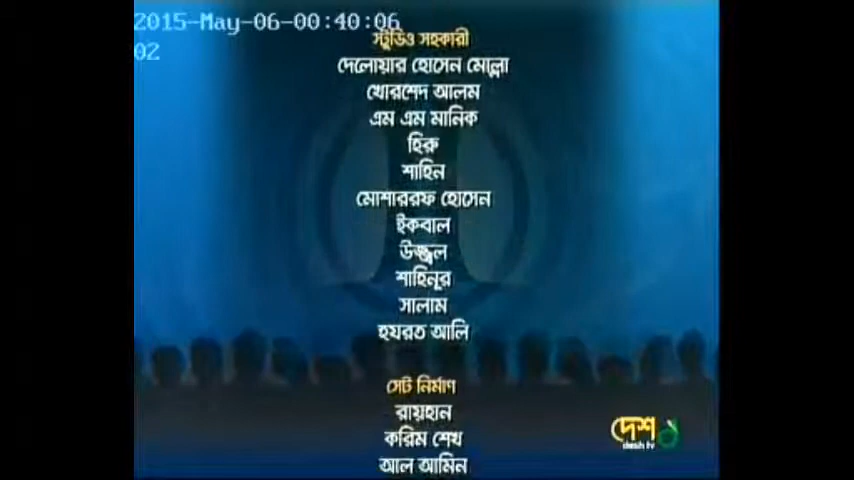 2015-May-06-00:40:06
02
স্টুডিও সহকারী
দেলোয়ার হোসেন মোল্লা
খোরশেদ আলম
এম এম মানিক
হিরু
শাহিন
মোশাররফ হোসেন
ইকবাল
উজ্জ্বল
শাহিনূর
সালাম
হযরত আলি
সেট নির্মাণ
রায়হান
করিম শেখ
আল আমিন
দেশ
desh tv